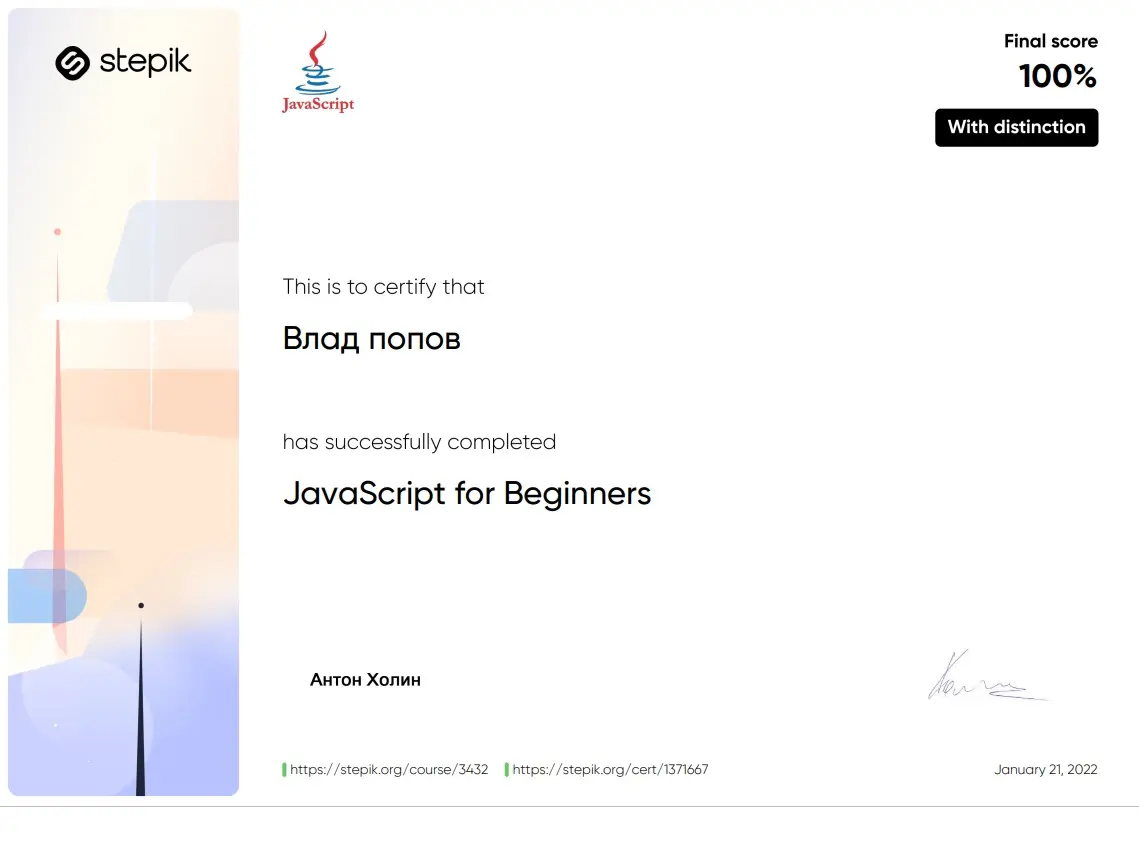 stepik
JavaScript
Final score
100%
With distinction
This is to certify that
Влад попов
has successfully completed
JavaScript for Beginners
Антон Холин
https://stepik.org/course/3432 https://stepik.org/cert/1371667
January 21, 2022